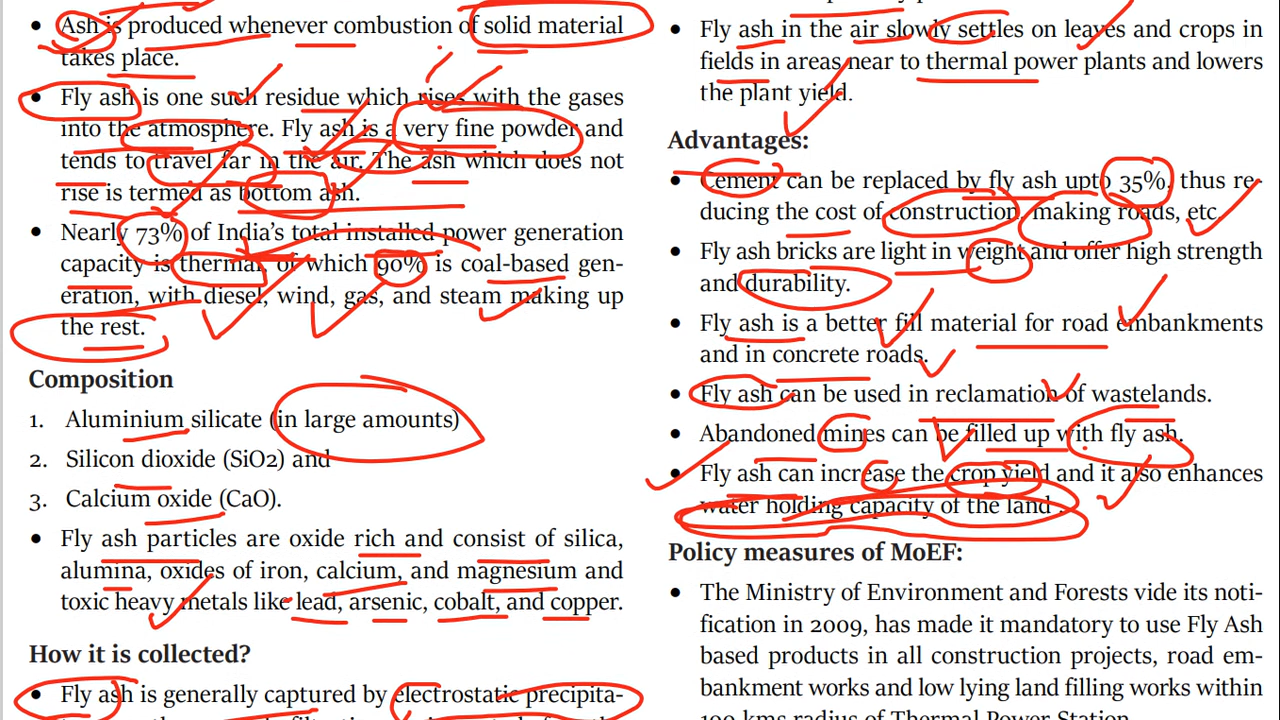 • Ash is produced whenever combustion of solid material
takes place.
• Fly ash is one such residue which rises with the gases
into the atmosphere. Fly ash is a very fine powder and
tends to travel far in the air. The ash which does not
rise is termed as bottom ash.
• Nearly 73% of India’s total installed power generation
capacity is thermal, of which 90% is coal-based gen-
eration, with diesel, wind, gas, and steam making up
the rest.
Composition
1. Aluminium silicate (in large amounts)
2. Silicon dioxide (SiO2) and
3. Calcium oxide (CaO).
• Fly ash particles are oxide rich and consist of silica,
alumina, oxides of iron, calcium, and magnesium and
toxic heavy metals like lead, arsenic, cobalt, and copper.
How it is collected?
• Fly ash is generally captured by electrostatic precipita-
• Fly ash in the air slowly settles on leaves and crops in
fields in areas near to thermal power plants and lowers
the plant yield.
Advantages:
• Cement can be replaced by fly ash upto 35%, thus re-
ducing the cost of construction, making roads, etc.
• Fly ash bricks are light in weight and offer high strength
and durability.
• Fly ash is a better fill material for road embankments
and in concrete roads.
• Fly ash can be used in reclamation of wastelands.
• Abandoned mines can be filled up with fly ash.
• Fly ash can increase the crop yield and it also enhances
water holding capacity of the land .
Policy measures of MoEF:
• The Ministry of Environment and Forests vide its noti-
fication in 2009, has made it mandatory to use Fly Ash
based products in all construction projects, road em-
bankment works and low lying land filling works within
100 kms radius of Thermal Power Station.